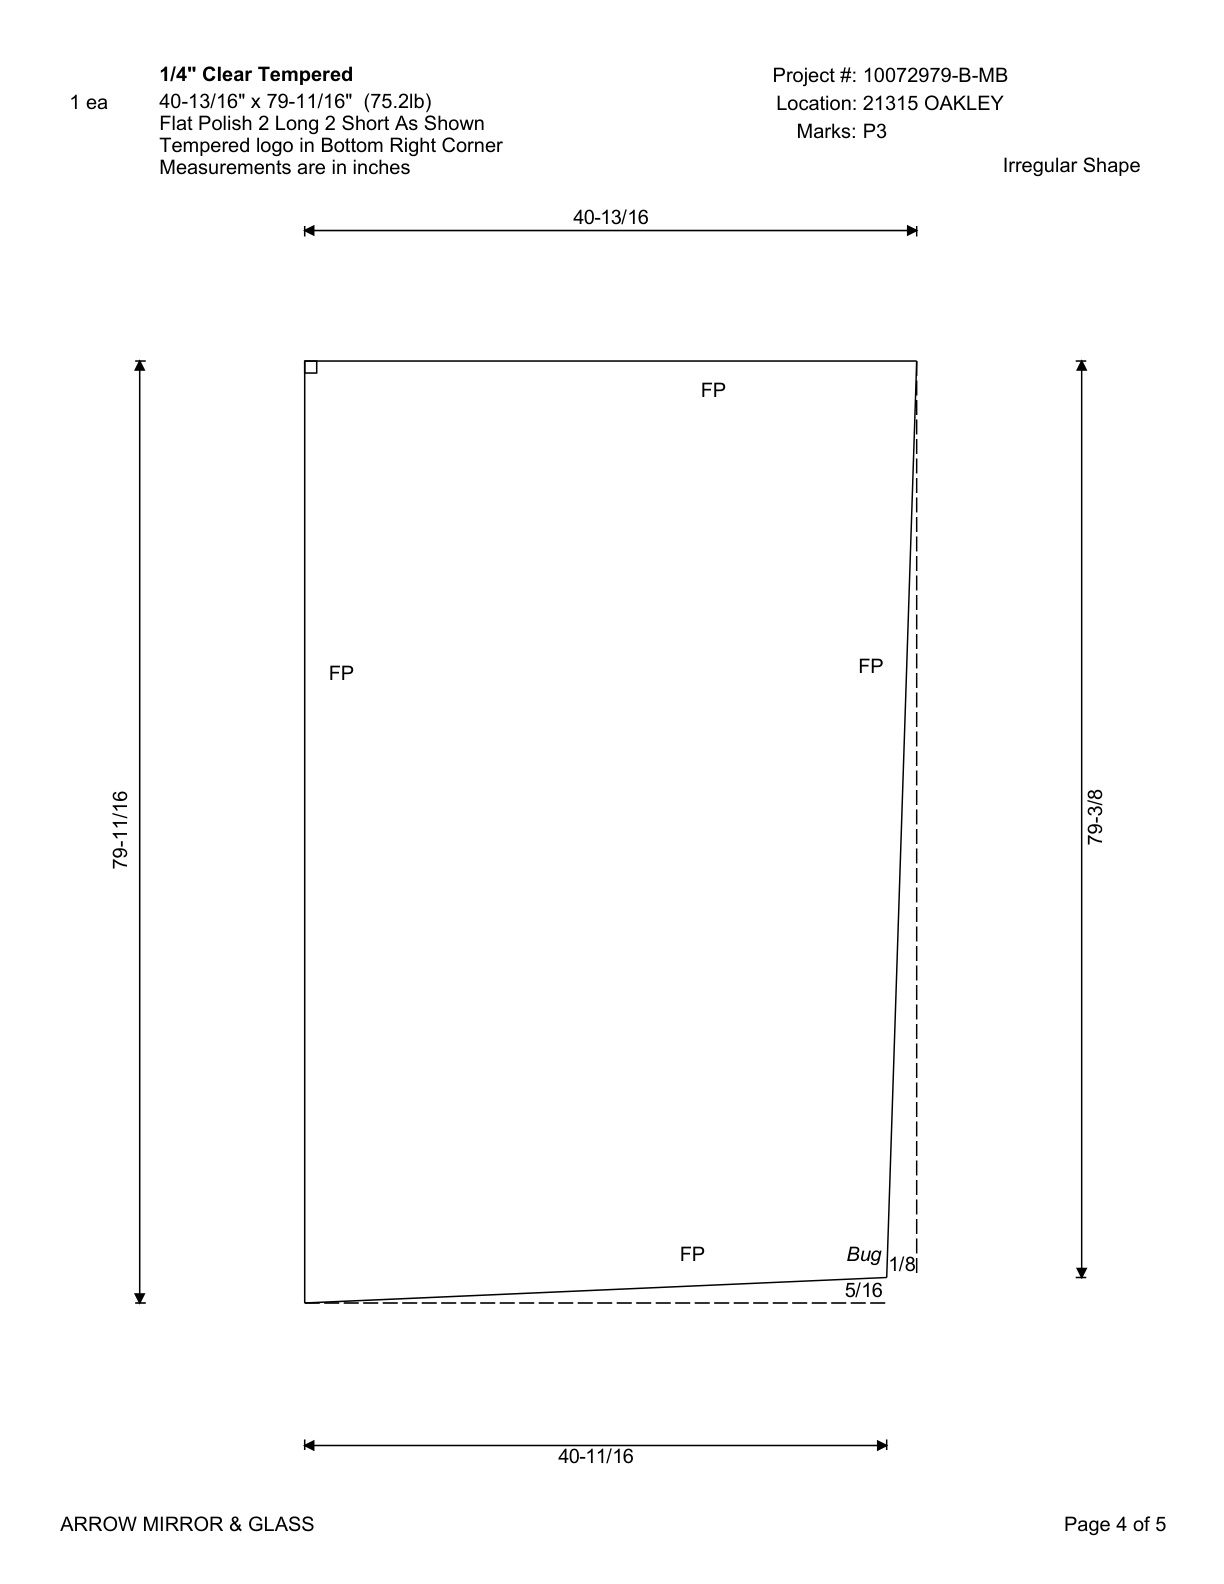 1/4" Clear Tempered
1 ea
40-13/16" x 79-11/16" (75.2lb)
Flat Polish 2 Long 2 Short As Shown
Tempered logo in Bottom Right Corner
Measurements are in inches
Project #: 10072979-B-MB
Location: 21315 OAKLEY
Marks: P3
Irregular Shape
40-13/16
FP
FP
FP
79-11/16
79-3/8
FP
Bug
1/8
5/16
40-11/16
ARROW MIRROR & GLASS
Page 4 of 5